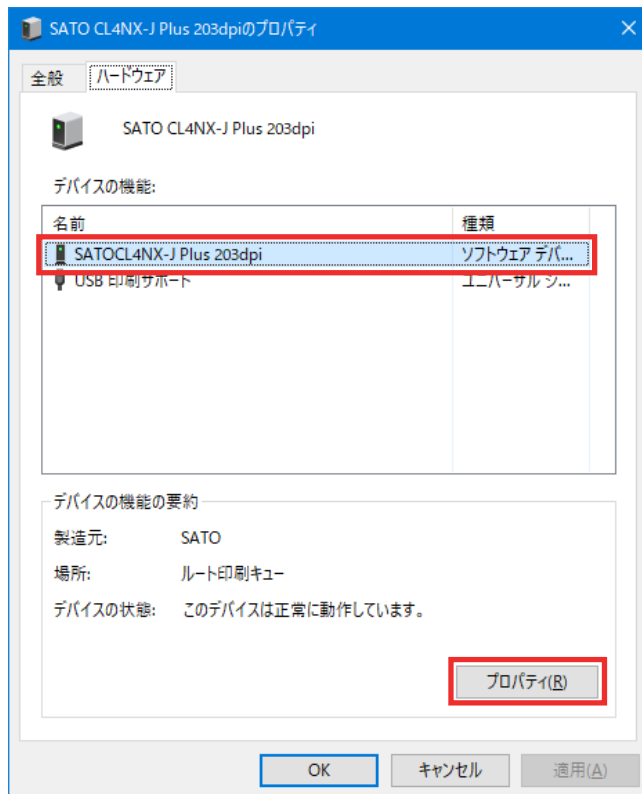 SATO CL4NX-J Plus 203dpiのプロパティ
全般 ハードウェア
SATO CL4NX-J Plus 203dpi
デバイスの機能:
名前 種類
SATOCL4NX-J Plus 203dpi ソフトウェア デバ...
USB 印刷サポート ユニバーサル シ...
デバイスの機能の要約
製造元: SATO
場所: ルート印刷キュー
デバイスの状態: このデバイスは正常に動作しています。
プロパティ(R)
OK キャンセル 適用(A)